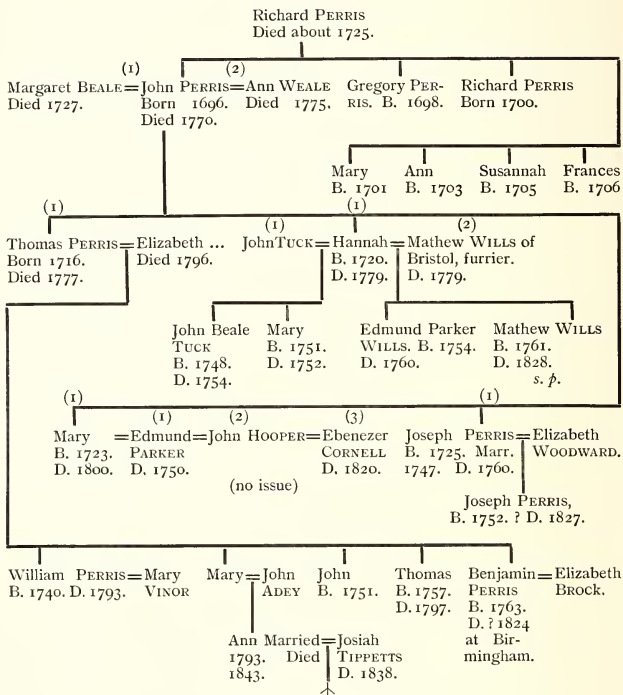 Richard PERRIS
Died about 1725.
(1) (2)
Margaret BEALE=John PERRIS=Ann WEALE Gregory PER- Richard PERRIS
Died 1727. Born 1696. Died 1775. RIS. B. 1698. Born 1700.
Died 1770.
Mary Ann Susannah Frances
B. 1701 B. 1703 B. 1705 B. 1706
(1) (1)
Thomas PERRIS=Elizabeth ... (1) JohnTUCK=Hannah=Mathew WILLS of (2)
Born 1716. Died 1796. B. 1720. Bristol, furrier.
Died 1777. D. 1779. D. 1779.
John Beale Mary Edmund Parker Mathew WILLS
TUCK B. 1751. WILLS. B. 1754. B. 1761.
B. 1748. D. 1752. D. 1760. D. 1828.
D. 1754. s. p.
(1) (1) (2) (3) (1)
Mary =Edmund=John HOOPER=Ebenezer Joseph PERRIS=Elizabeth
B. 1723. PARKER CORNELL B. 1725. Marr. WOODWARD.
D. 1800. D. 1750. D. 1820. 1747. D. 1760.
(no issue)
Joseph PERRIS,
B. 1752. ? D. 1827.
William PERRIS=Mary Mary=John John Thomas Benjamin=Elizabeth
B. 1740. D. 1793. VINOR ADEY B. 1751. B. 1757. PERRIS BROCK.
D. 1797. B. 1763.
D. ? 1824
at Bir-
mingham.
Ann Married=Josiah
1793. Died TIPPETTS
1843. D. 1838.